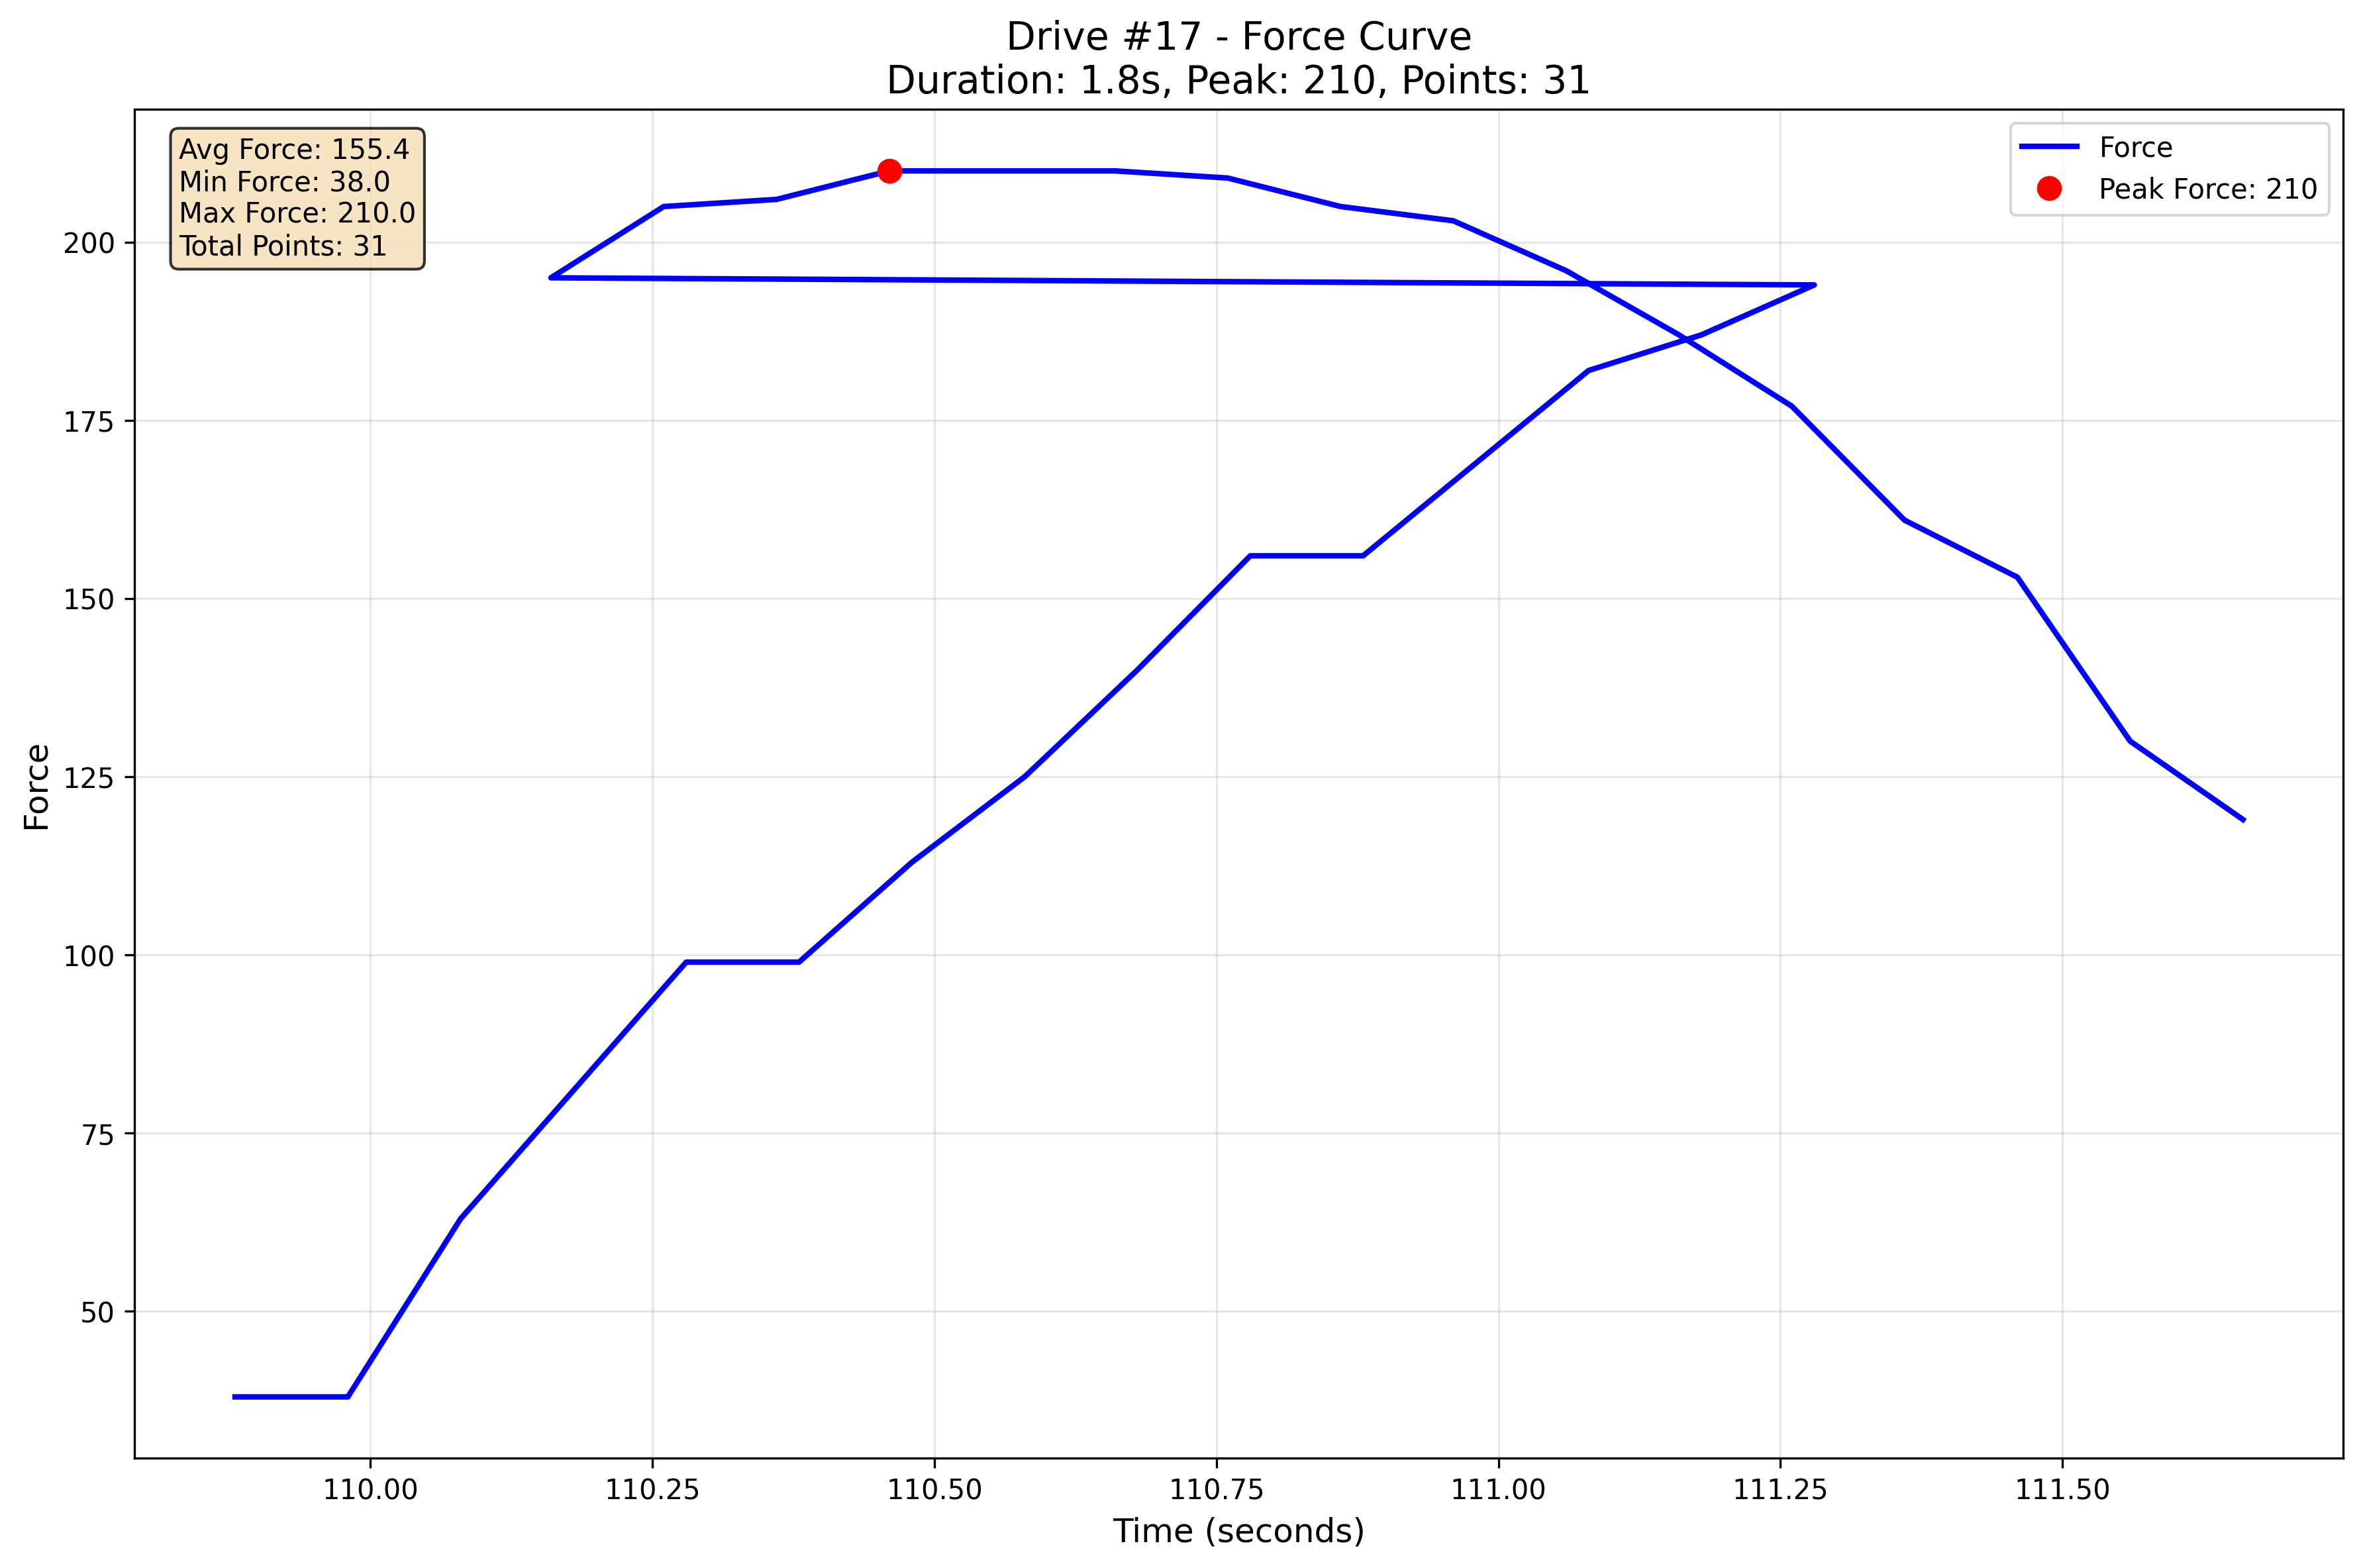 Drive #17 - Force Curve
Duration: 1.8s, Peak: 210, Points: 31
Avg Force: 155.4
Min Force: 38.0
Max Force: 210.0
Total Points: 31
Force
Peak Force: 210
200
175
150
125
100
75
50
Force
110.00 110.25 110.50 110.75 111.00 111.25 111.50
Time (seconds)